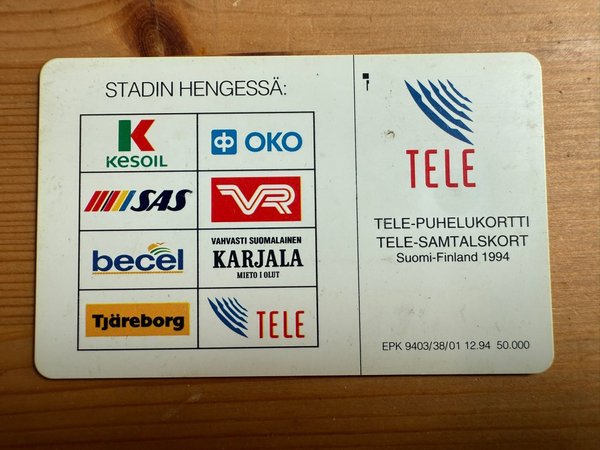 STADIN HENGESSÄ:
K
KESOIL
OKO
SAS
VR
becel
VAHVASTI SUOMALAINEN
KARJALA
MIETO I OLUT
Tjäreborg
TELE
TELE
TELE-PUHELUKORTTI
TELE-SAMTALSKORT
Suomi-Finland 1994
EPK 9403/38/01 12.94 50.000